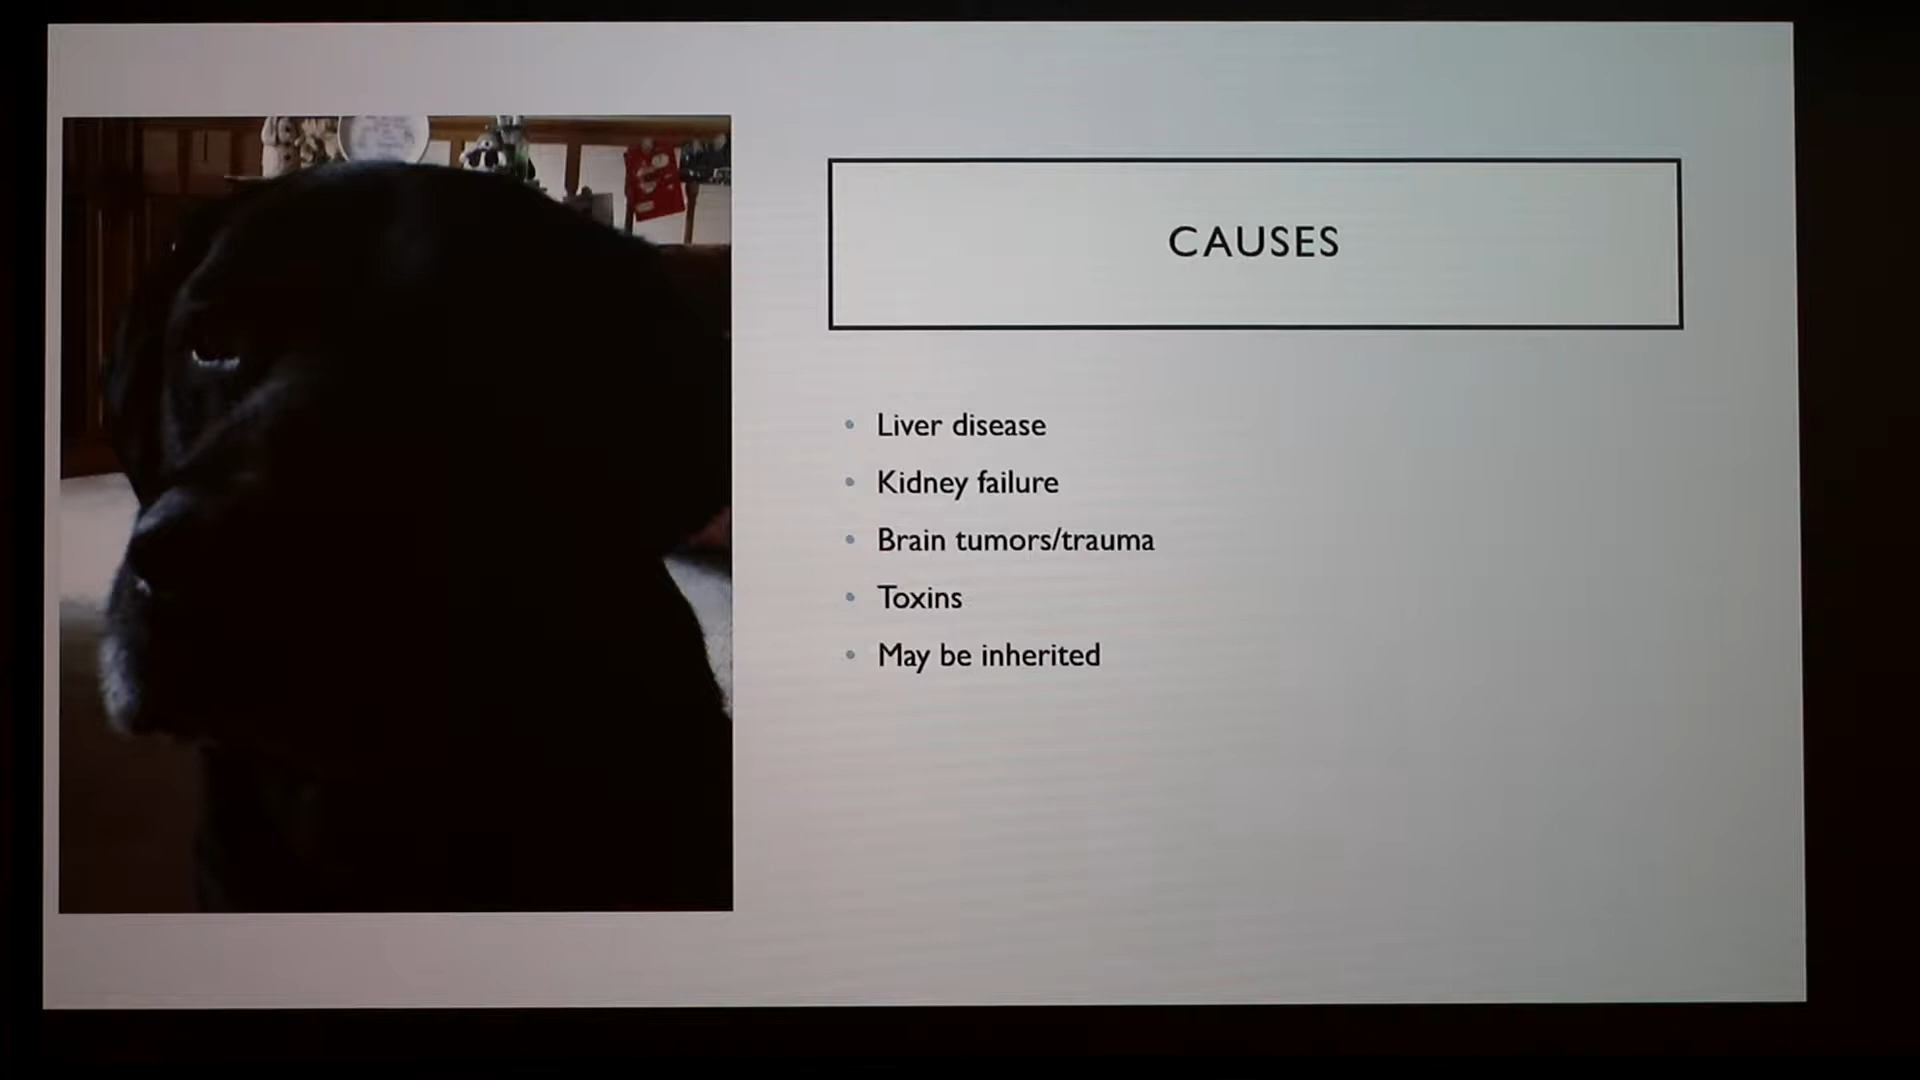 CAUSES
Liver disease
Kidney failure
Brain tumors/trauma
Toxins
May be inherited